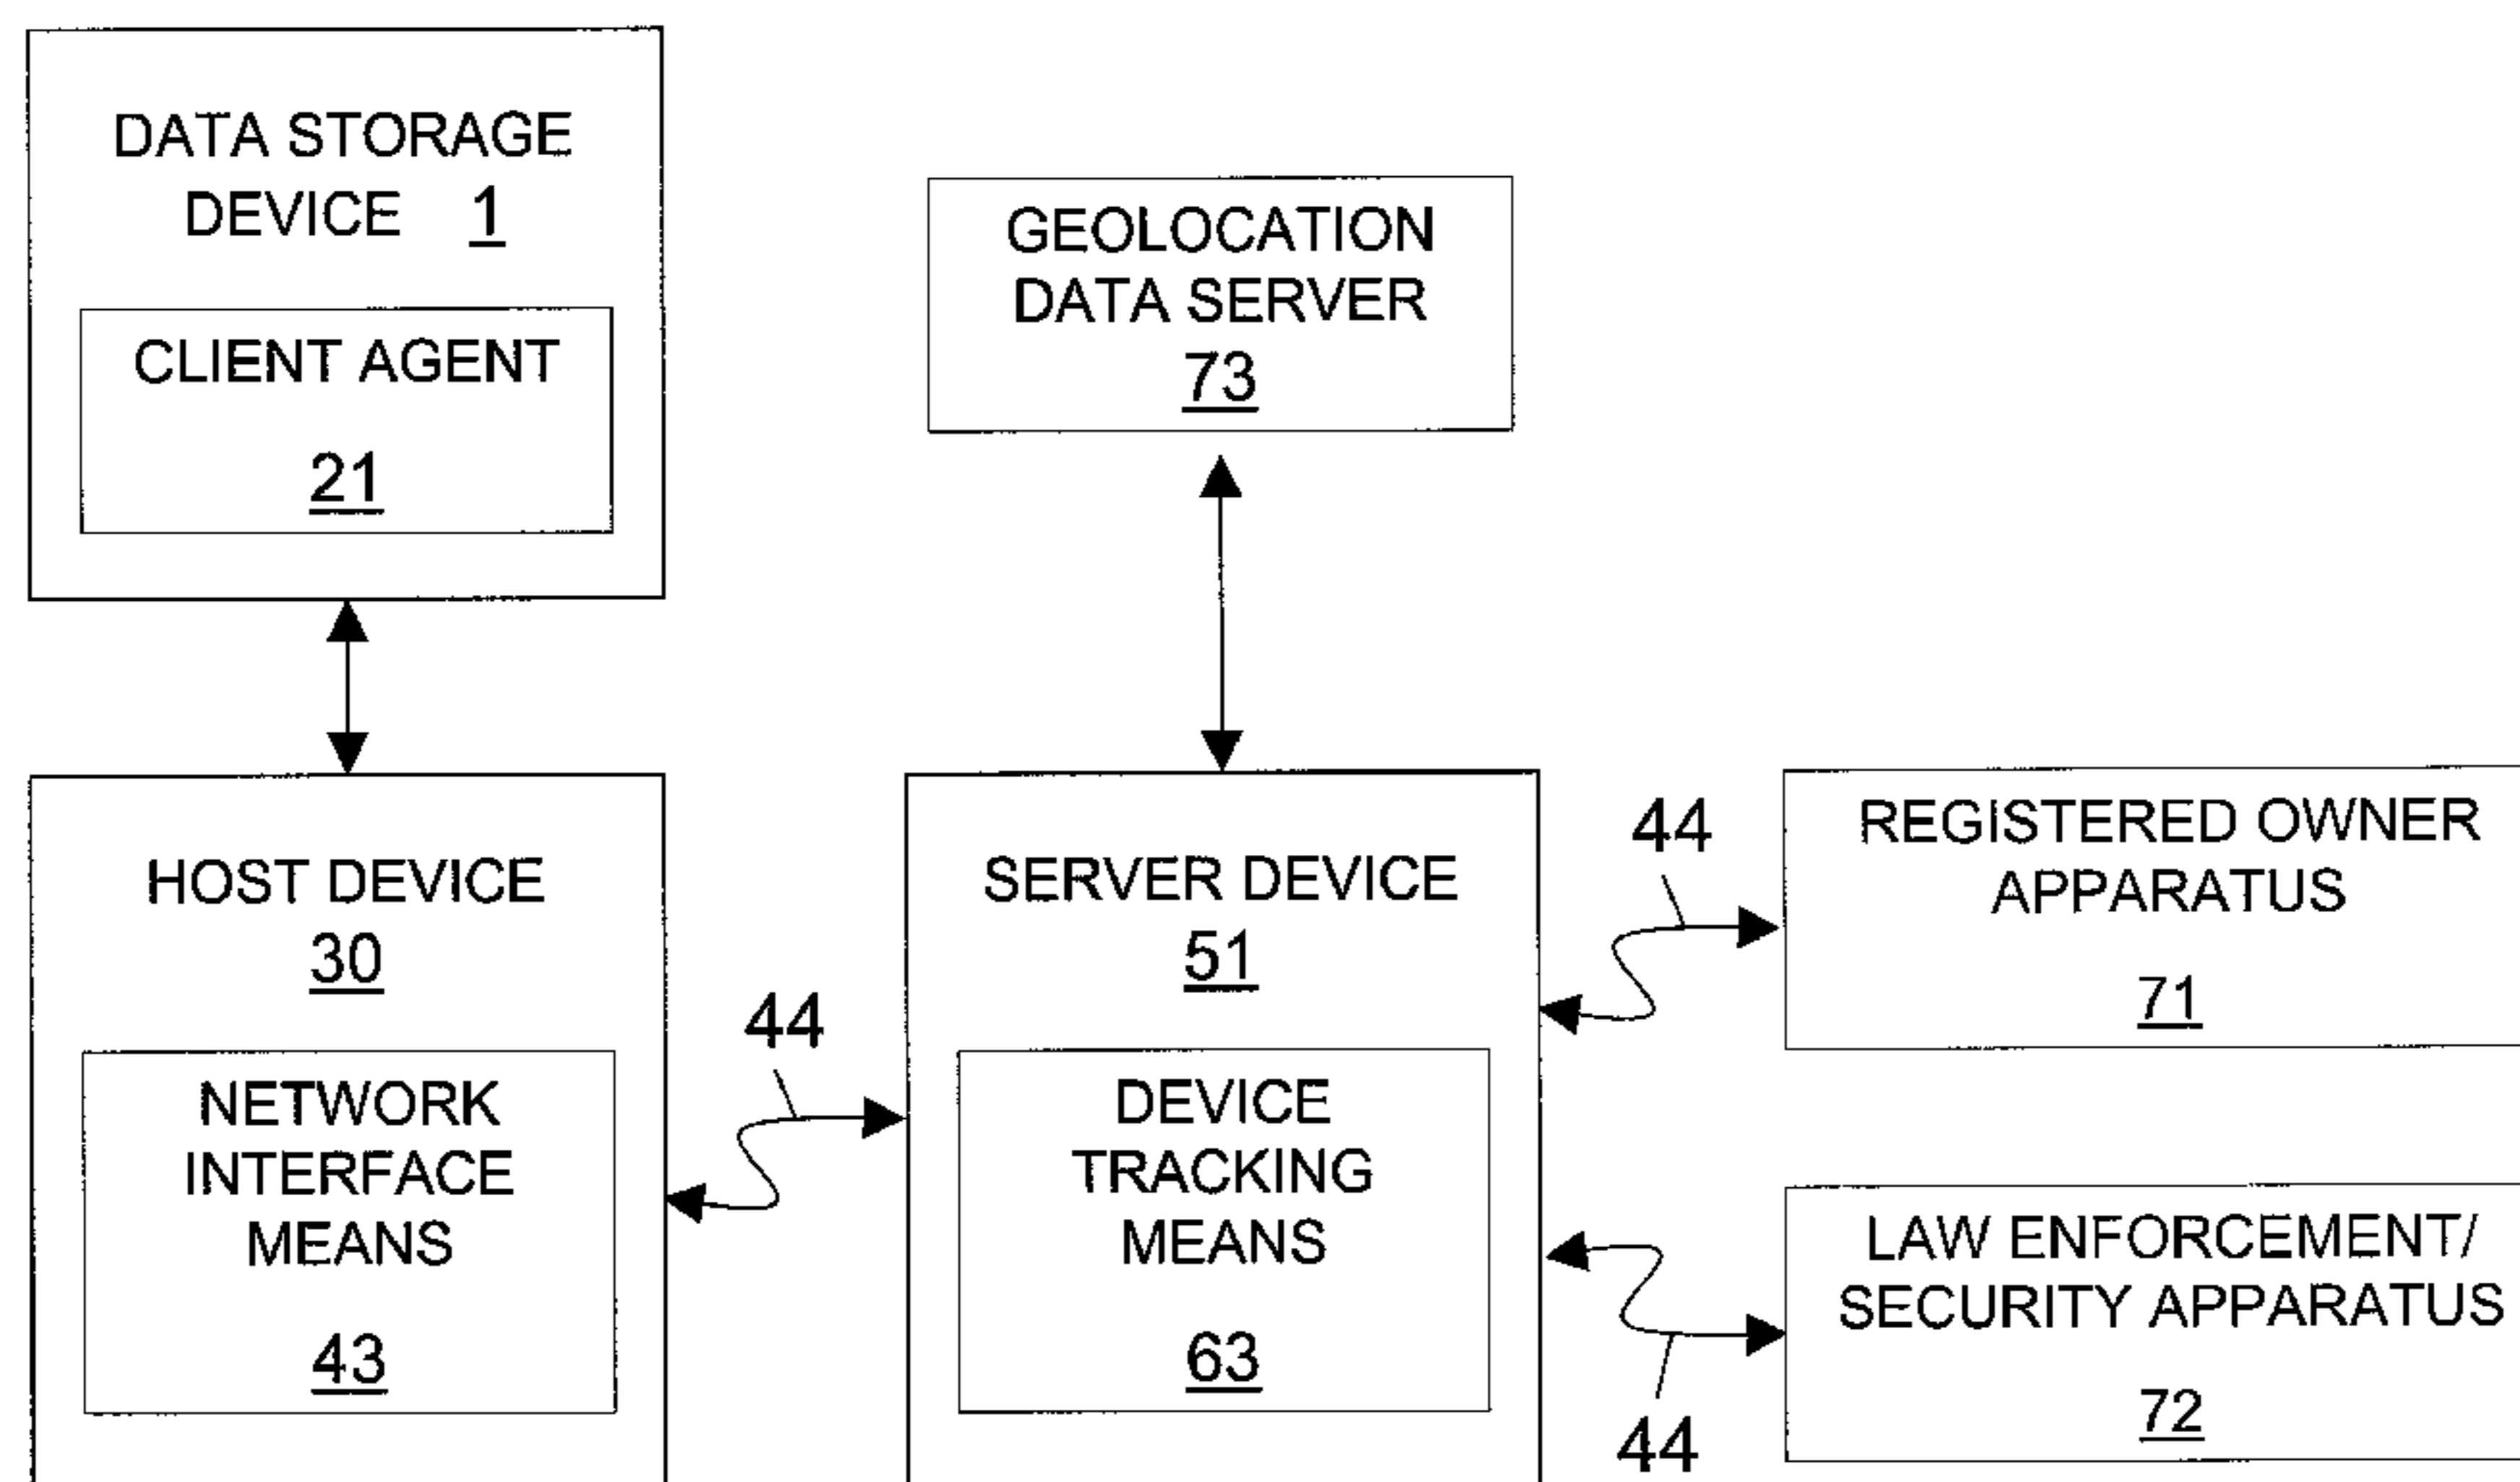 DATA STORAGE
DEVICE 1
CLIENT AGENT
21
GEOLOCATION
DATA SERVER
73
HOST DEVICE
30
NETWORK
INTERFACE
MEANS
43
44
SERVER DEVICE
51
DEVICE
TRACKING
MEANS
63
44
REGISTERED OWNER
APPARATUS
71
44
LAW ENFORCEMENT/
SECURITY APPARATUS
72